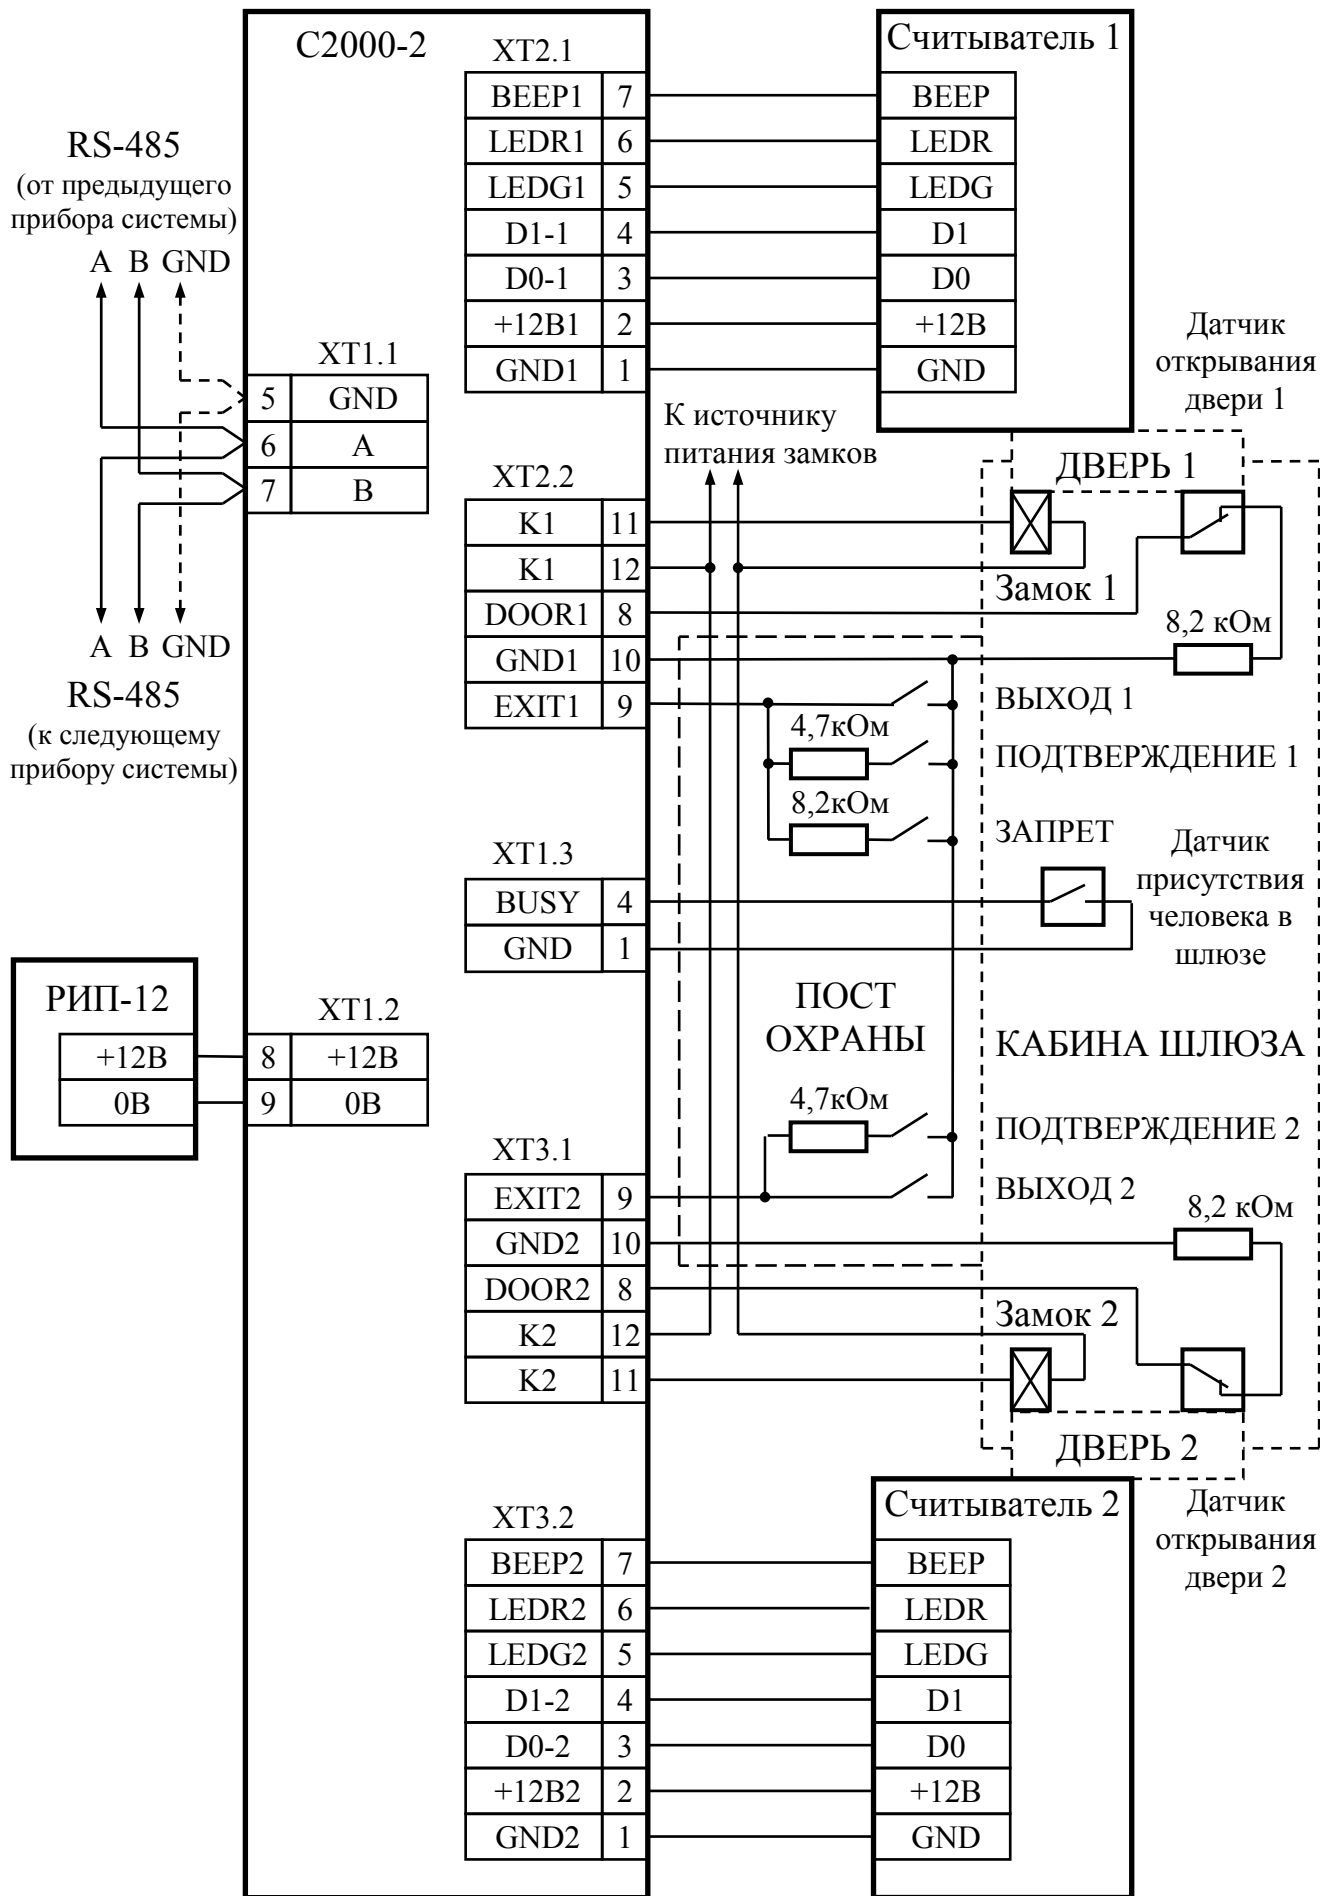 С2000-2
RS-485
(от предыдущего
прибора системы)
A B GND
XT1.1
5 GND
6 A
7 B
A B GND
RS-485
(к следующему
прибору системы)
РИП-12
+12В
0В
XT1.2
8 +12В
9 0В
XT2.1
BEEP1 7
LEDR1 6
LEDG1 5
D1-1 4
D0-1 3
+12В1 2
GND1 1
Считыватель 1
BEEP
LEDR
LEDG
D1
D0
+12В
GND
К источнику
питания замков
Датчик
открывания
двери 1
ДВЕРЬ 1
XT2.2
K1 11
K1 12
DOOR1 8
GND1 10
EXIT1 9
Замок 1
8,2 кОм
ВЫХОД 1
4,7кОм
ПОДТВЕРЖДЕНИЕ 1
8,2кОм
ЗАПРЕТ
XT1.3
BUSY 4
GND 1
Датчик
присутствия
человека в
шлюзе
ПОСТ
ОХРАНЫ
КАБИНА ШЛЮЗА
4,7кОм
ПОДТВЕРЖДЕНИЕ 2
ВЫХОД 2
8,2 кОм
XT3.1
EXIT2 9
GND2 10
DOOR2 8
K2 12
K2 11
Замок 2
ДВЕРЬ 2
Датчик
открывания
двери 2
XT3.2
BEEP2 7
LEDR2 6
LEDG2 5
D1-2 4
D0-2 3
+12В2 2
GND2 1
Считыватель 2
BEEP
LEDR
LEDG
D1
D0
+12В
GND